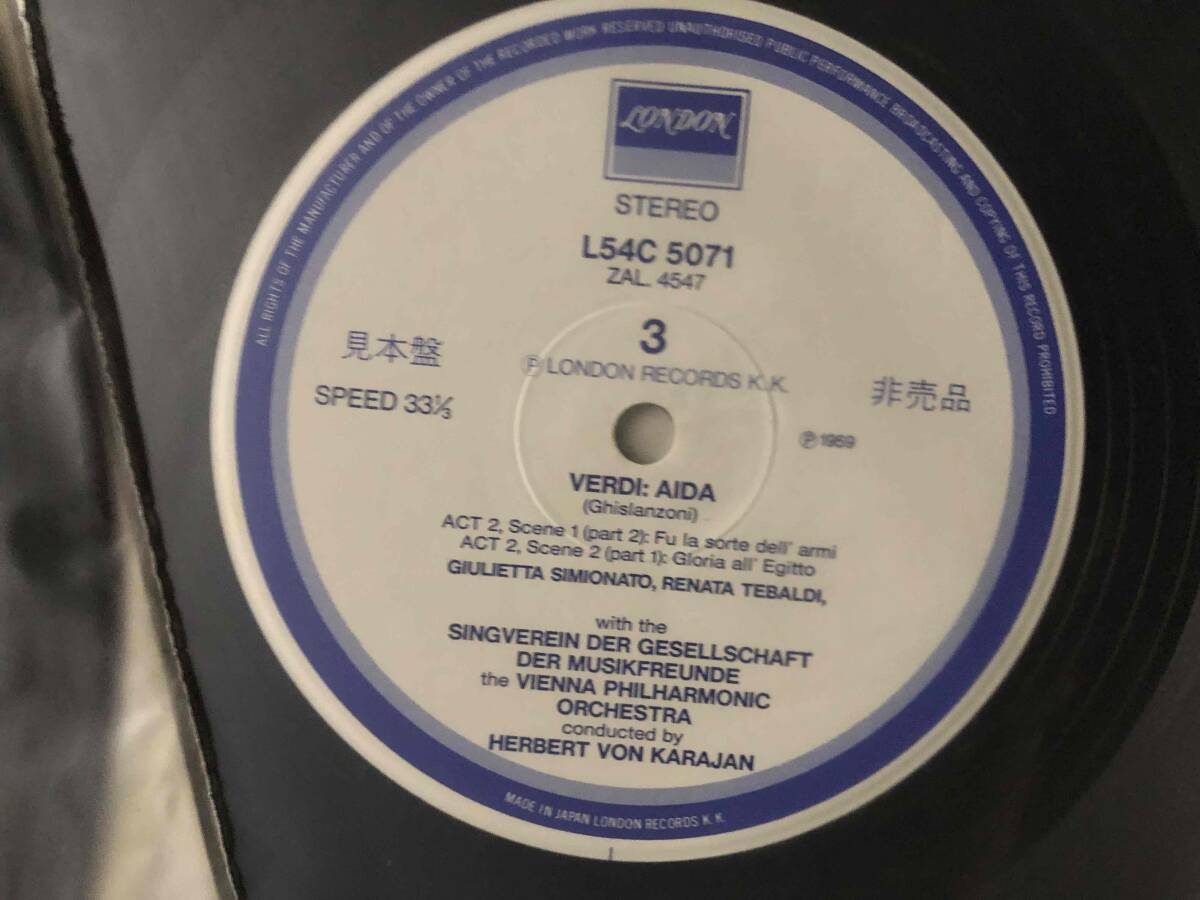 ALL RIGHTS OF THE MANUFACTURER AND OF THE OWNER OF THE RECORDED WORK RESERVED UNAUTHORISED PUBLIC PERFORMANCE BROADCASTING AND COPYING OF THIS RECORD PROHIBITED
LONDON
STEREO
L54C 5071
ZAL. 4547
3
℗ LONDON RECORDS K.K.
見本盤
非売品
SPEED 33⅓
℗1959
VERDI: AIDA
(Ghislanzoni)
ACT 2, Scene 1 (part 2): Fu la sorte dell' armi
ACT 2, Scene 2 (part 1): Gloria all' Egitto
GIULIETTA SIMIONATO, RENATA TEBALDI,
with the
SINGVEREIN DER GESELLSCHAFT
DER MUSIKFREUNDE
the VIENNA PHILHARMONIC
ORCHESTRA
conducted by
HERBERT VON KARAJAN
MADE IN JAPAN LONDON RECORDS K.K.